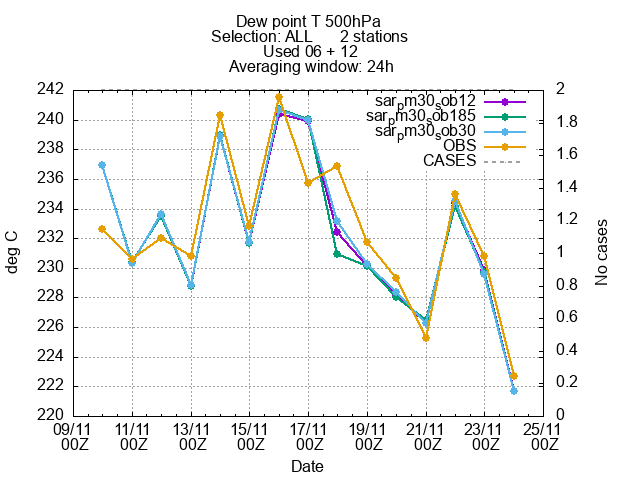 Dew point T 500hPa
Selection: ALL 2 stations
Used 06 + 12
Averaging window: 24h
242
240
238
236
234
232
230
228
226
224
222
220
deg C
2
1.8
1.6
1.4
1.2
1
0.8
0.6
0.4
0.2
0
No cases
sarpm30sob12
sarpm30sob185
sarpm30sob30
OBS
CASES
09/11 11/11 13/11 15/11 17/11 19/11 21/11 23/11 25/11
00Z 00Z 00Z 00Z 00Z 00Z 00Z 00Z 00Z
Date